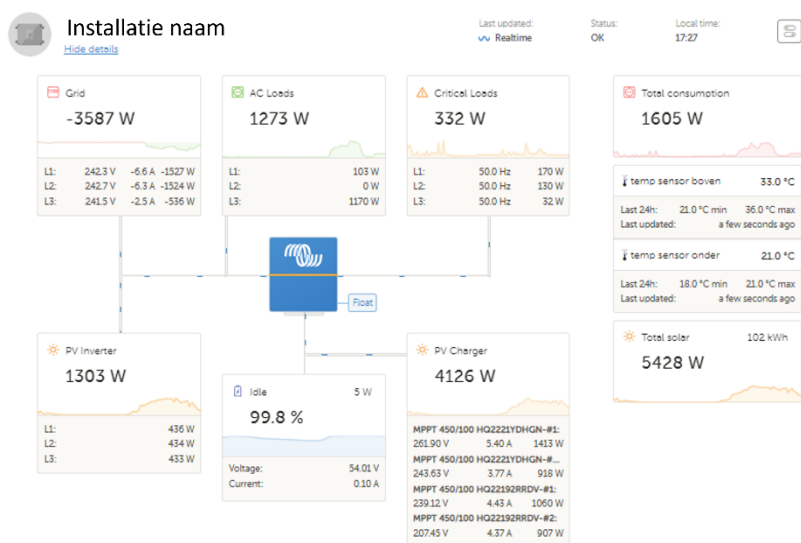 Installatie naam
Hide details
Last updated:
Realtime
Status:
OK
Local time:
17:27
Grid
-3587 W
L1: 242.3 V -6.6 A -1527 W
L2: 242.7 V -6.3 A -1524 W
L3: 241.5 V -2.5 A -536 W
AC Loads
1273 W
L1: 103 W
L2: 0 W
L3: 1170 W
Critical Loads
332 W
L1: 50.0 Hz 170 W
L2: 50.0 Hz 130 W
L3: 50.0 Hz 32 W
Total consumption
1605 W
temp sensor boven 33.0 °C
Last 24h: 21.0 °C min 36.0 °C max
Last updated: a few seconds ago
temp sensor onder 21.0 °C
Last 24h: 18.0 °C min 21.0 °C max
Last updated: a few seconds ago
Total solar 102 kWh
5428 W
Float
PV Inverter
1303 W
L1: 436 W
L2: 434 W
L3: 433 W
Idle 5 W
99.8 %
Voltage: 54.01 V
Current: 0.10 A
PV Charger
4126 W
MPPT 450/100 HQ2221YDHGN-#1:
261.90 V 5.40 A 1413 W
MPPT 450/100 HQ2221YDHGN-#...
243.63 V 3.77 A 918 W
MPPT 450/100 HQ22192RRDV-#1:
239.12 V 4.43 A 1060 W
MPPT 450/100 HQ22192RRDV-#2:
207.45 V 4.37 A 907 W